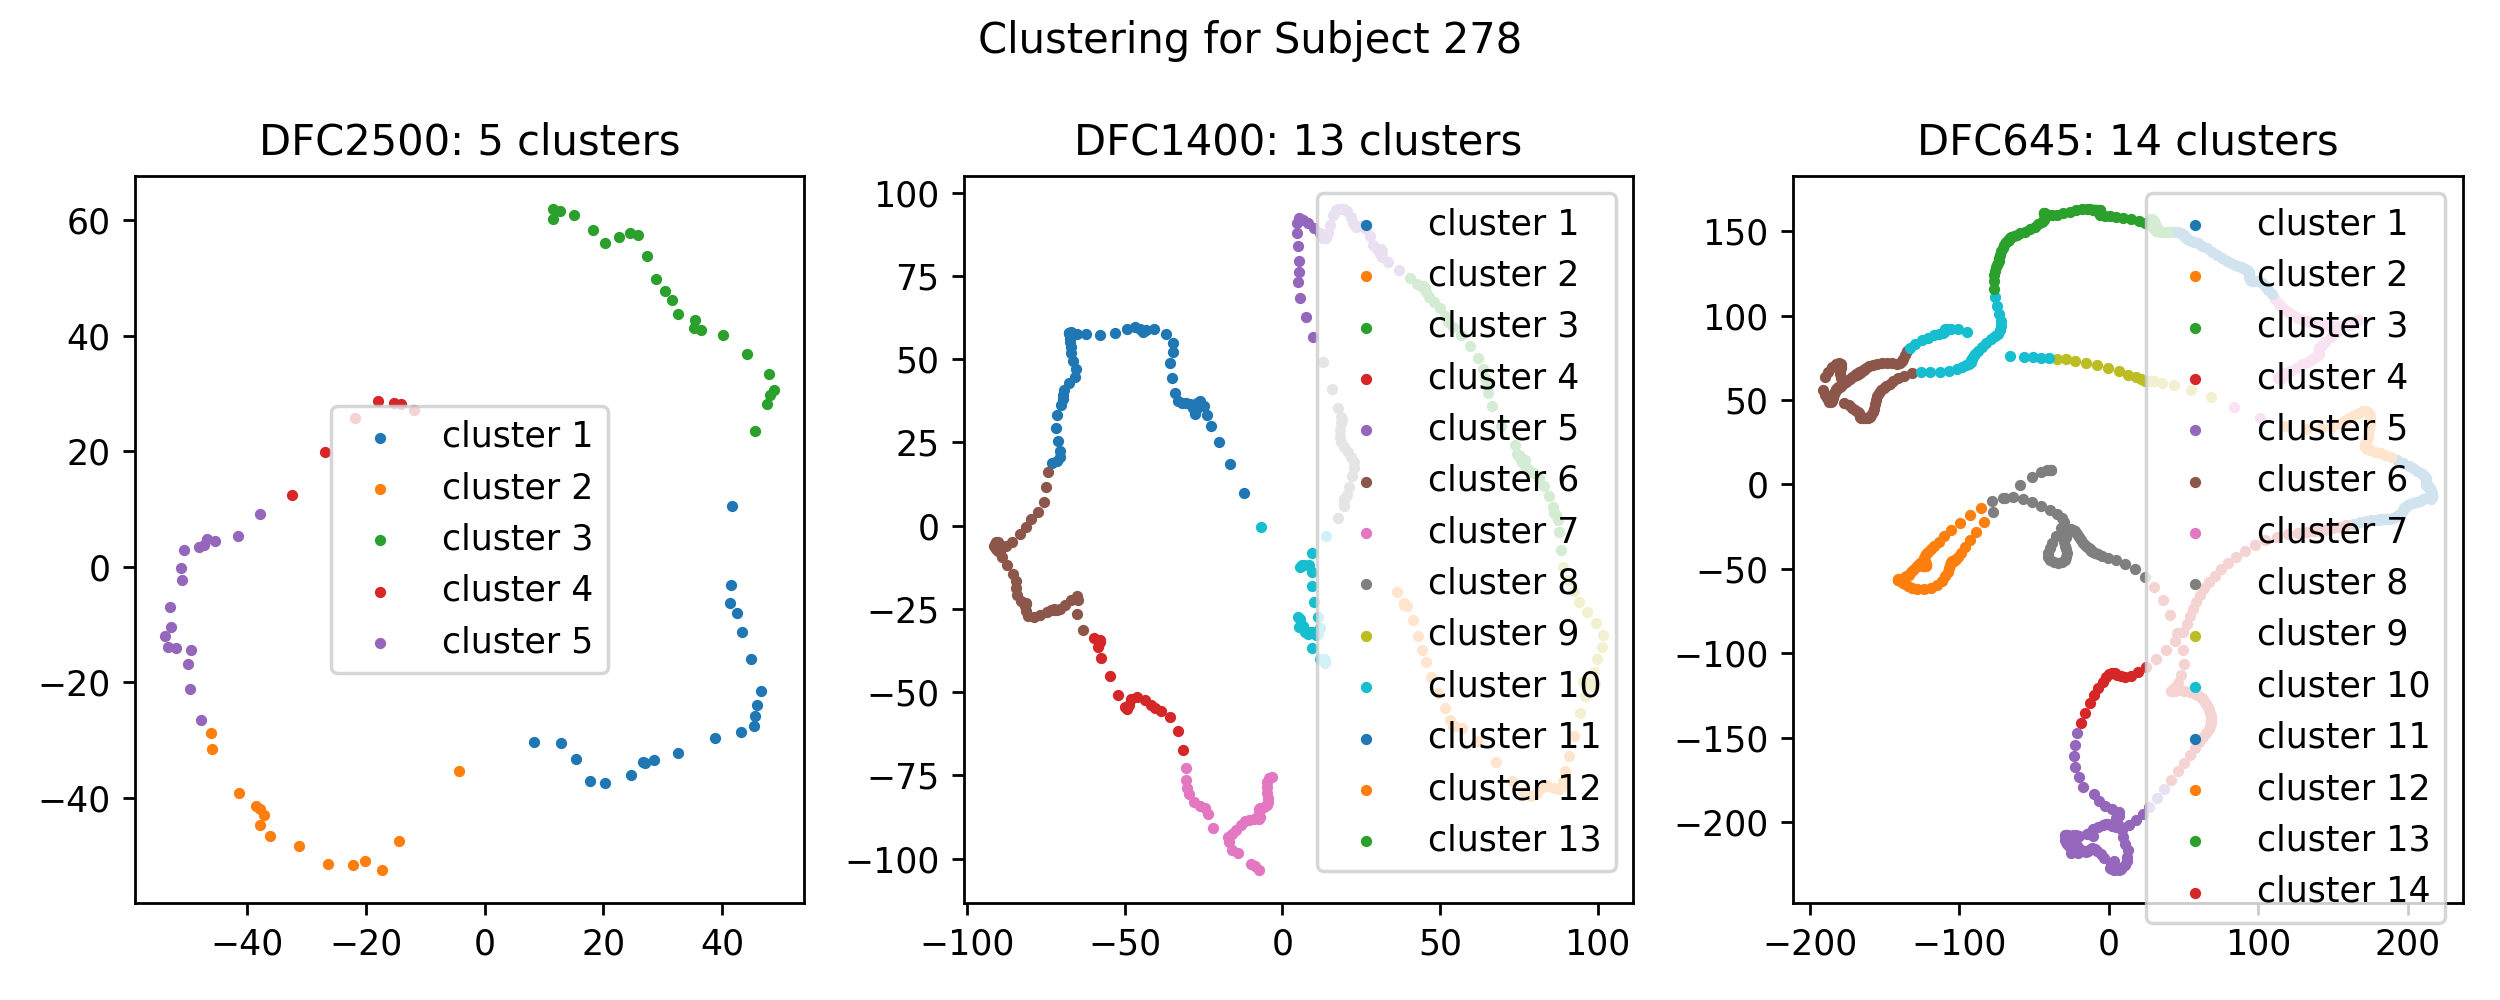 Clustering for Subject 278
DFC2500: 5 clusters
60
40
20
0
−20
−40
−40
−20
0
20
40
cluster 1
cluster 2
cluster 3
cluster 4
cluster 5
DFC1400: 13 clusters
100
75
50
25
0
−25
−50
−75
−100
−100
−50
0
50
100
cluster 1
cluster 2
cluster 3
cluster 4
cluster 5
cluster 6
cluster 7
cluster 8
cluster 9
cluster 10
cluster 11
cluster 12
cluster 13
DFC645: 14 clusters
150
100
50
0
−50
−100
−150
−200
−200
−100
0
100
200
cluster 1
cluster 2
cluster 3
cluster 4
cluster 5
cluster 6
cluster 7
cluster 8
cluster 9
cluster 10
cluster 11
cluster 12
cluster 13
cluster 14